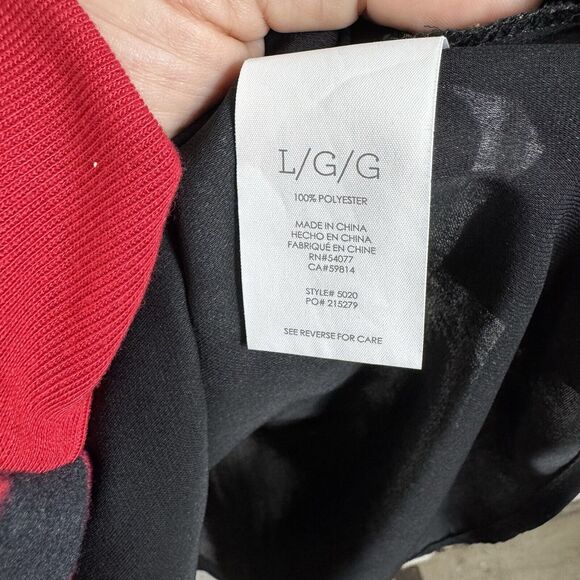 L/G/G
100% POLYESTER
MADE IN CHINA
HECHO EN CHINA
FABRIQUÉ EN CHINE
RN#54077
CA#59814
STYLE# 5020
PO# 215279
SEE REVERSE FOR CARE